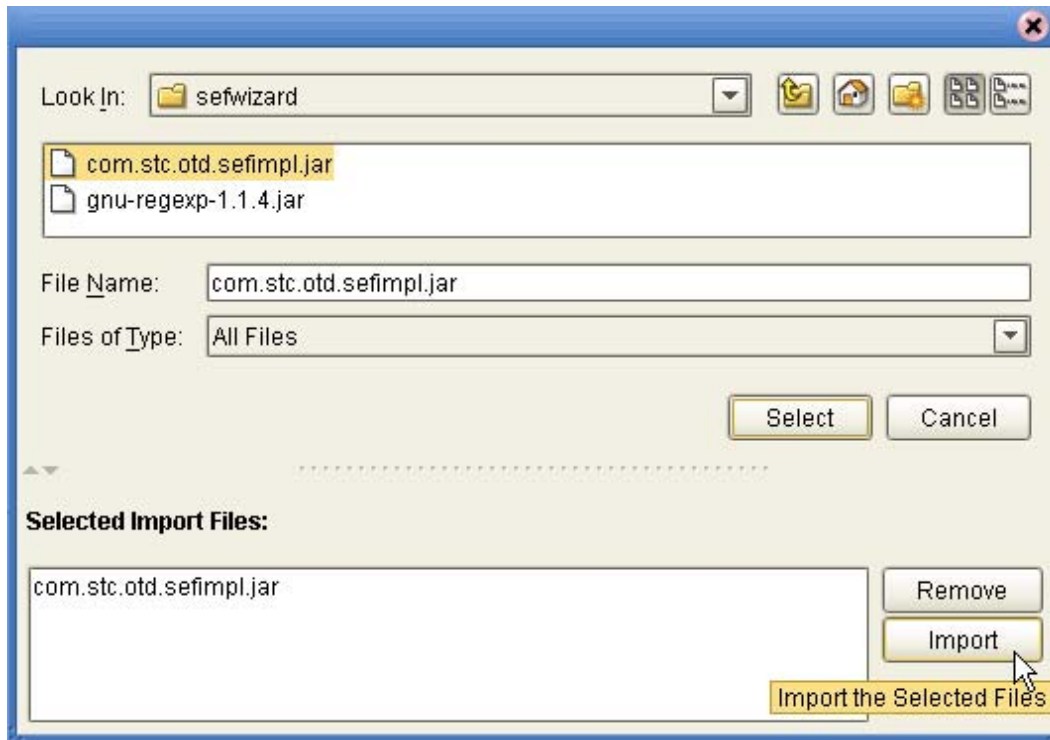 Look In: sefwizard
com.stc.otd.sefimpl.jar
gnu-regexp-1.1.4.jar
File Name: com.stc.otd.sefimpl.jar
Files of Type: All Files
Select Cancel
Selected Import Files:
com.stc.otd.sefimpl.jar
Remove
Import
Import the Selected Files